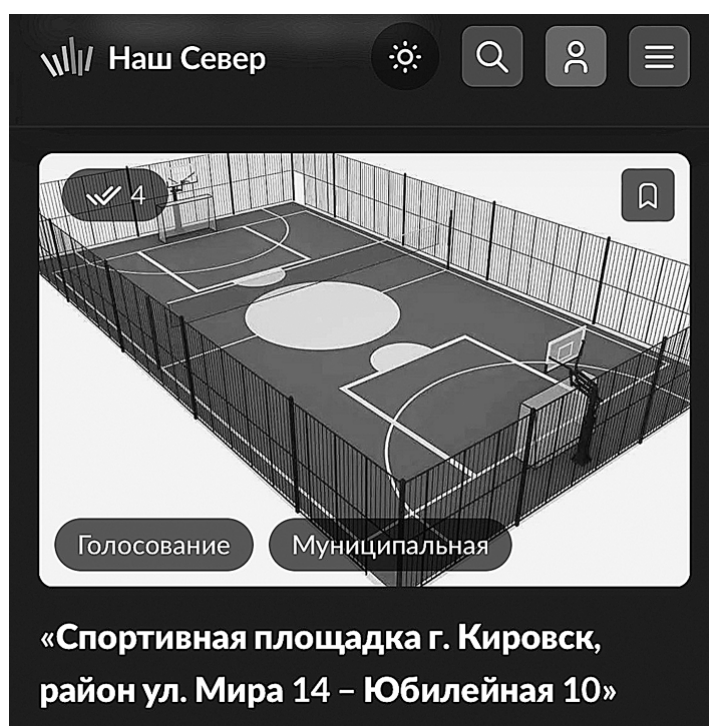 Наш Север
4
Голосование
Муниципальная
«Спортивная площадка г. Кировск,
район ул. Мира 14 – Юбилейная 10»